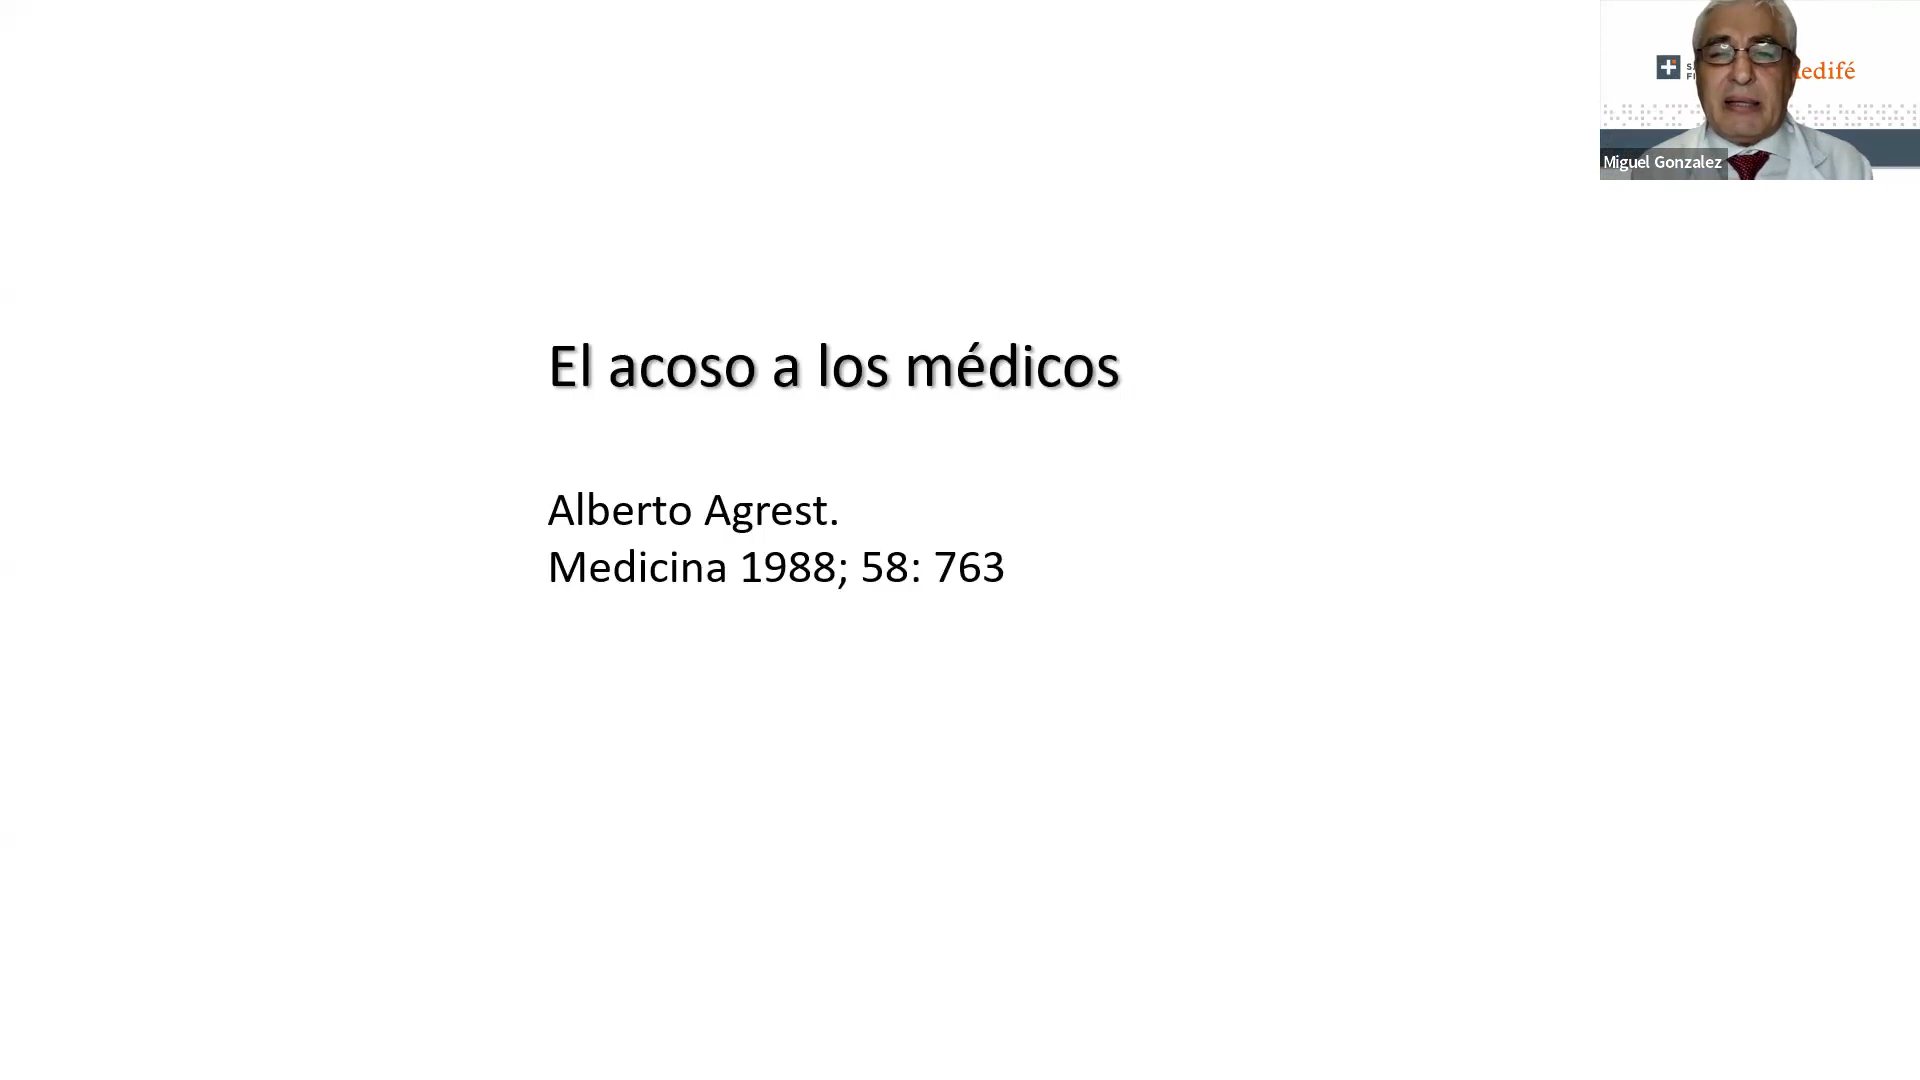 El acoso a los médicos
Alberto Agrest.
Medicina 1988; 58: 763
Miguel Gonzalez